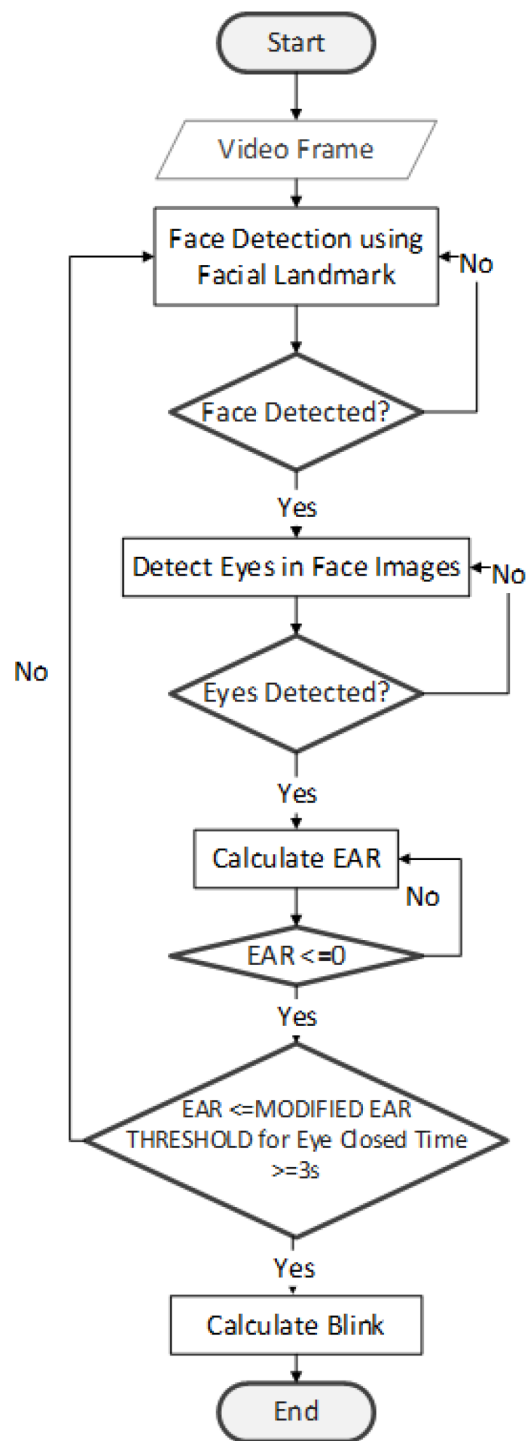 Start
Video Frame
Face Detection using
Facial Landmark
No
Face Detected?
Yes
Detect Eyes in Face Images
No
No
Eyes Detected?
Yes
Calculate EAR
No
EAR <=0
Yes
EAR <=MODIFIED EAR
THRESHOLD for Eye Closed Time
>=3s
Yes
Calculate Blink
End